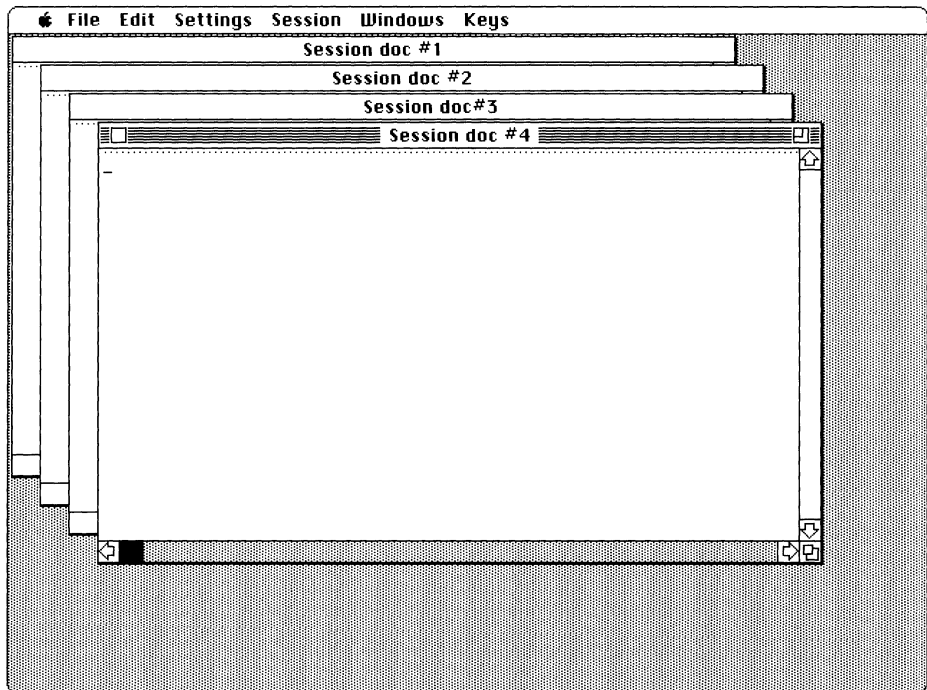 File Edit Settings Session Windows Keys
Session doc #1
Session doc #2
Session doc#3
Session doc #4